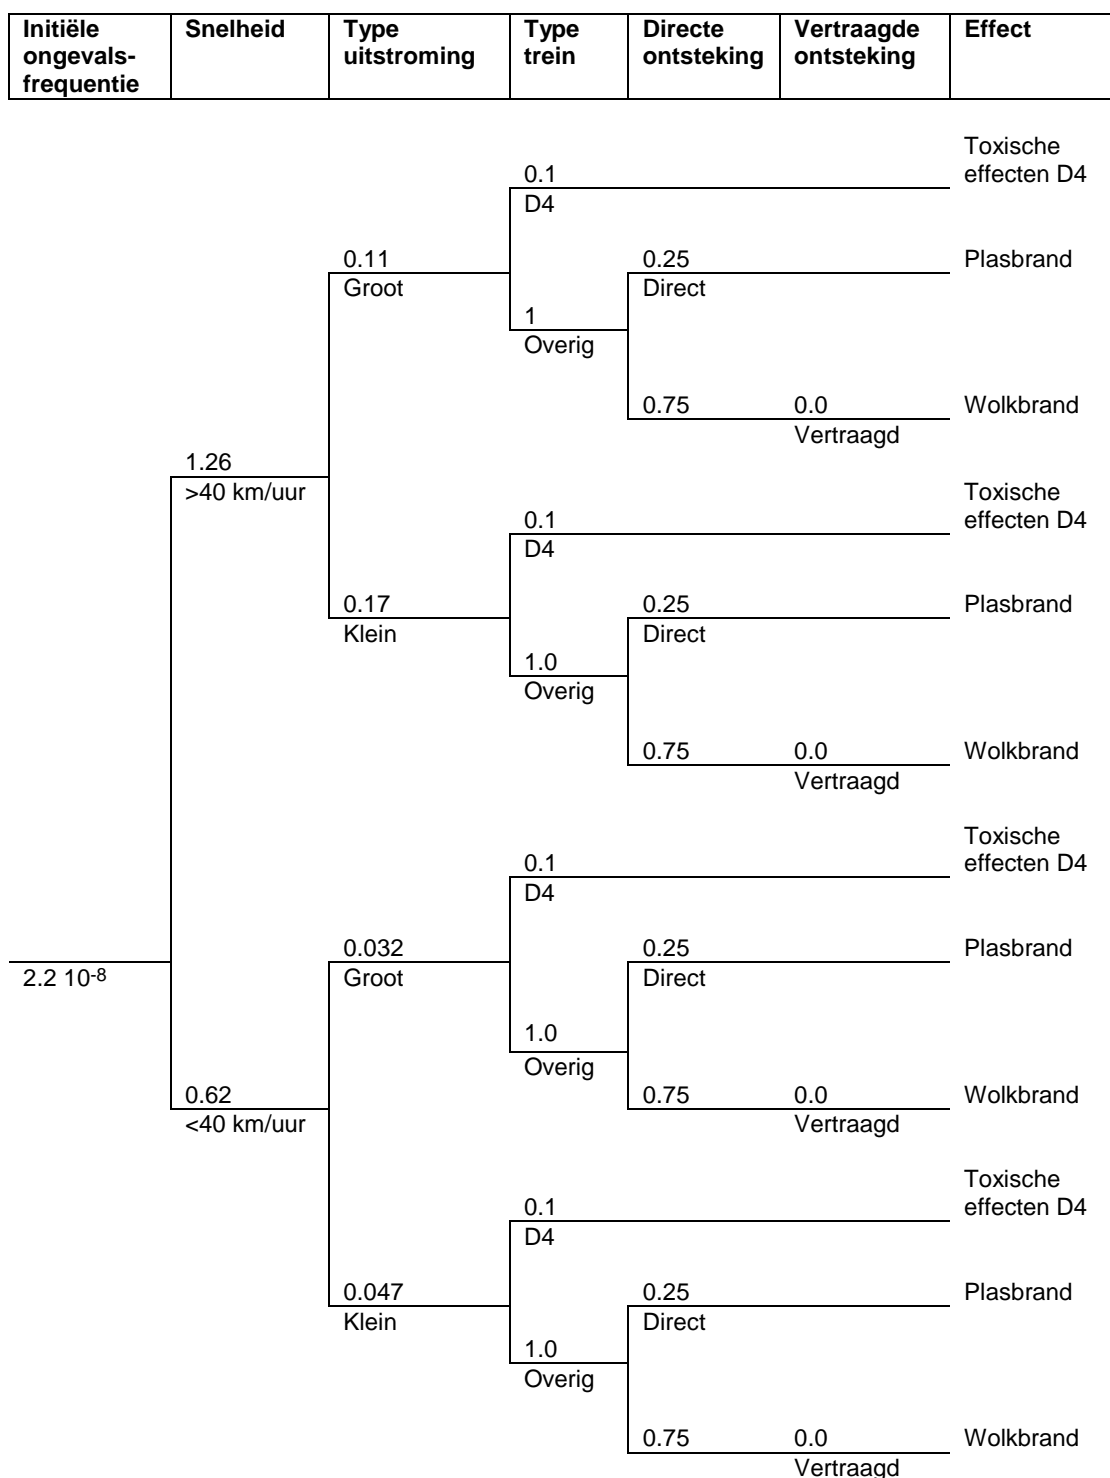 Initiële ongevals-frequentie
Snelheid
Type uitstroming
Type trein
Directe ontsteking
Vertraagde ontsteking
Effect
Toxische
0.1 effecten D4
D4
0.11 0.25 Plasbrand
Groot Direct
1
Overig
0.75 0.0 Wolkbrand
Vertraagd
1.26
>40 km/uur Toxische
0.1 effecten D4
D4
0.17 0.25 Plasbrand
Klein Direct
1.0
Overig
0.75 0.0 Wolkbrand
Vertraagd
Toxische
0.1 effecten D4
D4
0.032 0.25 Plasbrand
2.2 10-8 Groot Direct
1.0
Overig
0.62 0.75 0.0 Wolkbrand
<40 km/uur Vertraagd
Toxische
0.1 effecten D4
D4
0.047 0.25 Plasbrand
Klein Direct
1.0
Overig
0.75 0.0 Wolkbrand
Vertraagd